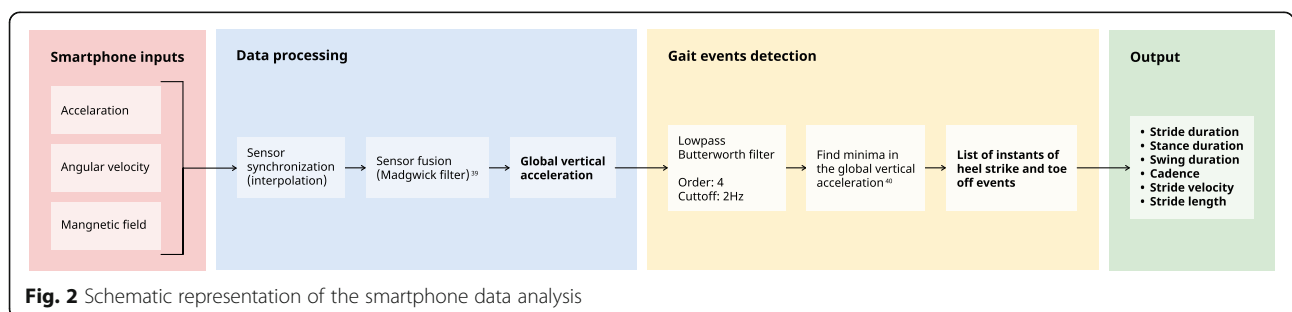 Smartphone inputs
Accelaration
Angular velocity
Mangnetic field
Data processing
Sensor
synchronization
(interpolation)
Sensor fusion
(Madgwick filter) 39
Global vertical
acceleration
Gait events detection
Lowpass
Butterworth filter
Order: 4
Cuttoff: 2Hz
Find minima in
the global vertical
acceleration 40
List of instants of
heel strike and toe
off events
Output
• Stride duration
• Stance duration
• Swing duration
• Cadence
• Stride velocity
• Stride length
Fig. 2 Schematic representation of the smartphone data analysis